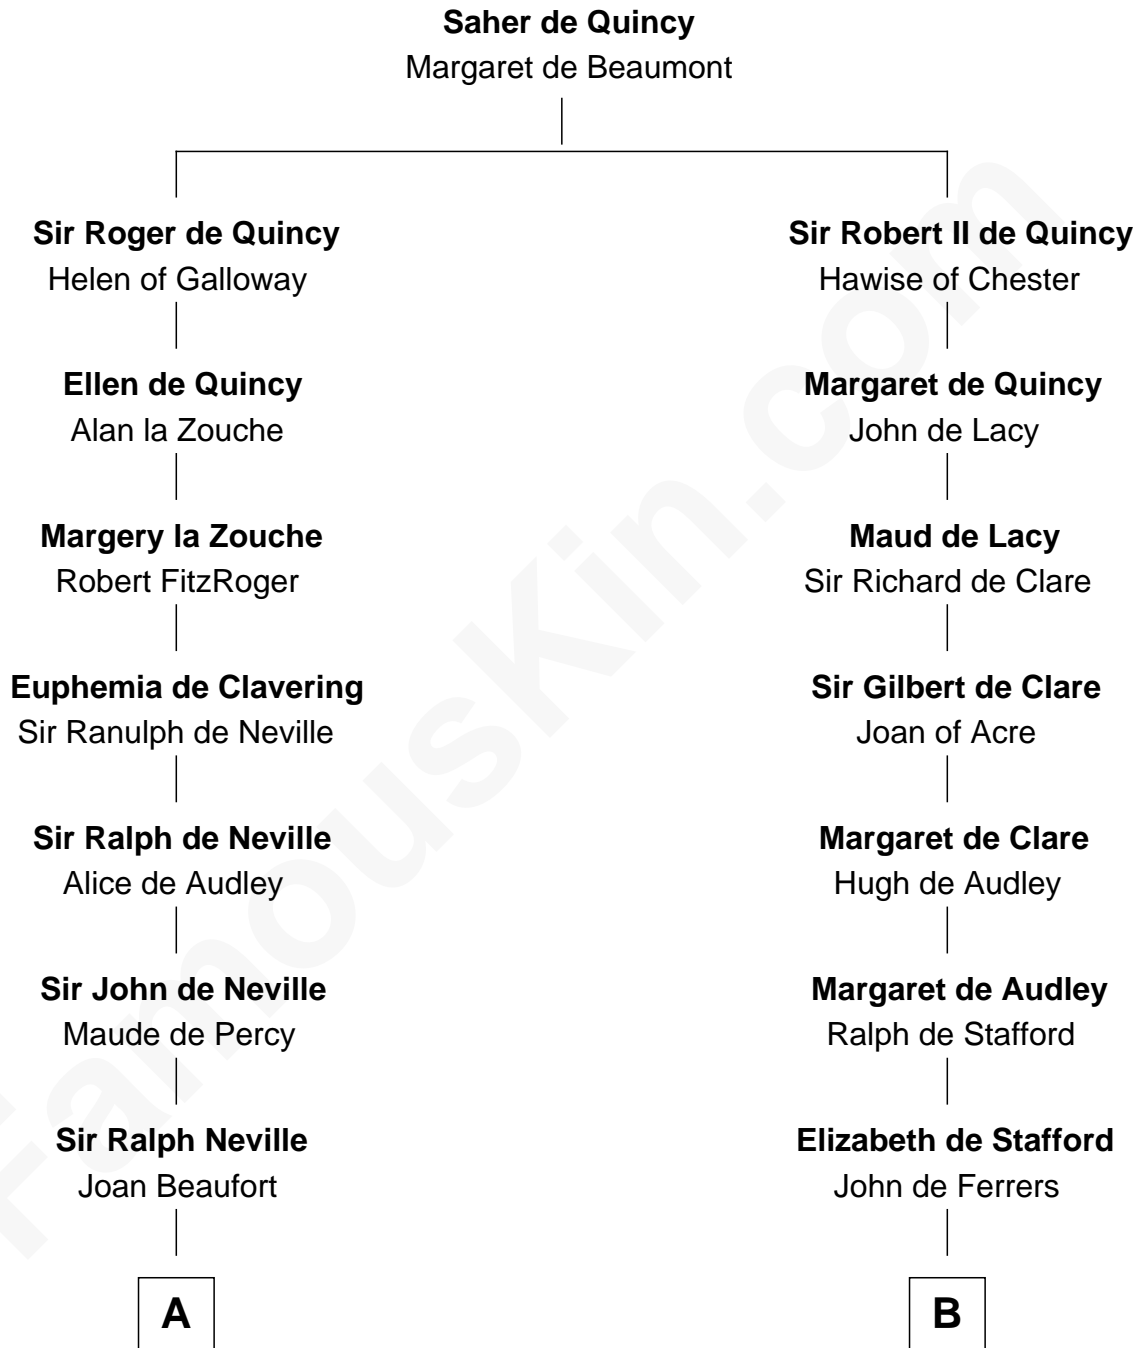 Saher de Quincy
Margaret de Beaumont
Sir Roger de Quincy
Helen of Galloway
Sir Robert II de Quincy
Hawise of Chester
Ellen de Quincy
Alan la Zouche
Margaret de Quincy
John de Lacy
Margery la Zouche
Robert FitzRoger
Maud de Lacy
Sir Richard de Clare
Euphemia de Clavering
Sir Ranulph de Neville
Sir Gilbert de Clare
Joan of Acre
Sir Ralph de Neville
Alice de Audley
Margaret de Clare
Hugh de Audley
Sir John de Neville
Maude de Percy
Margaret de Audley
Ralph de Stafford
Sir Ralph Neville
Joan Beaufort
Elizabeth de Stafford
John de Ferrers
A
B
FamousKin.com